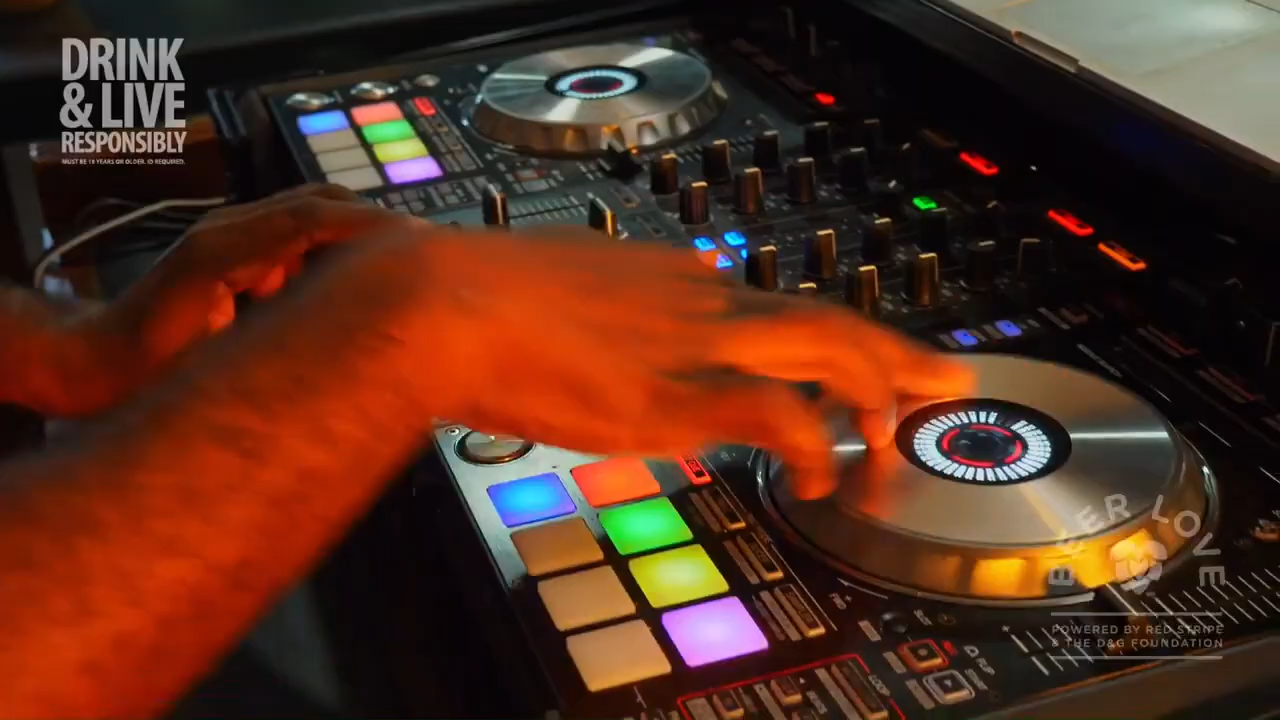 DRINK
& LIVE
RESPONSIBLY
MUST BE 18 YEARS OR OLDER. ID REQUIRED.
BEER LOVE
POWERED BY RED STRIPE
& THE D&G FOUNDATION